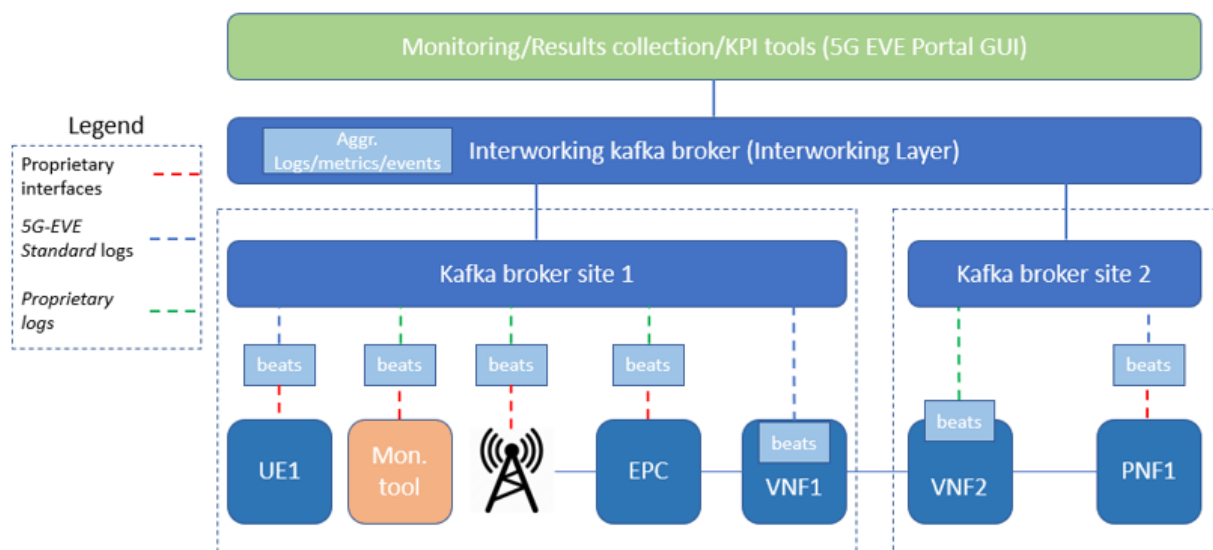 Monitoring/Results collection/KPI tools (5G EVE Portal GUI)
Legend
Proprietary
interfaces
5G-EVE
Standard logs
Proprietary
logs
Aggr.
Logs/metrics/events
Interworking kafka broker (Interworking Layer)
Kafka broker site 1
Kafka broker site 2
beats
beats
beats
beats
beats
beats
beats
UE1
Mon.
tool
EPC
VNF1
VNF2
PNF1